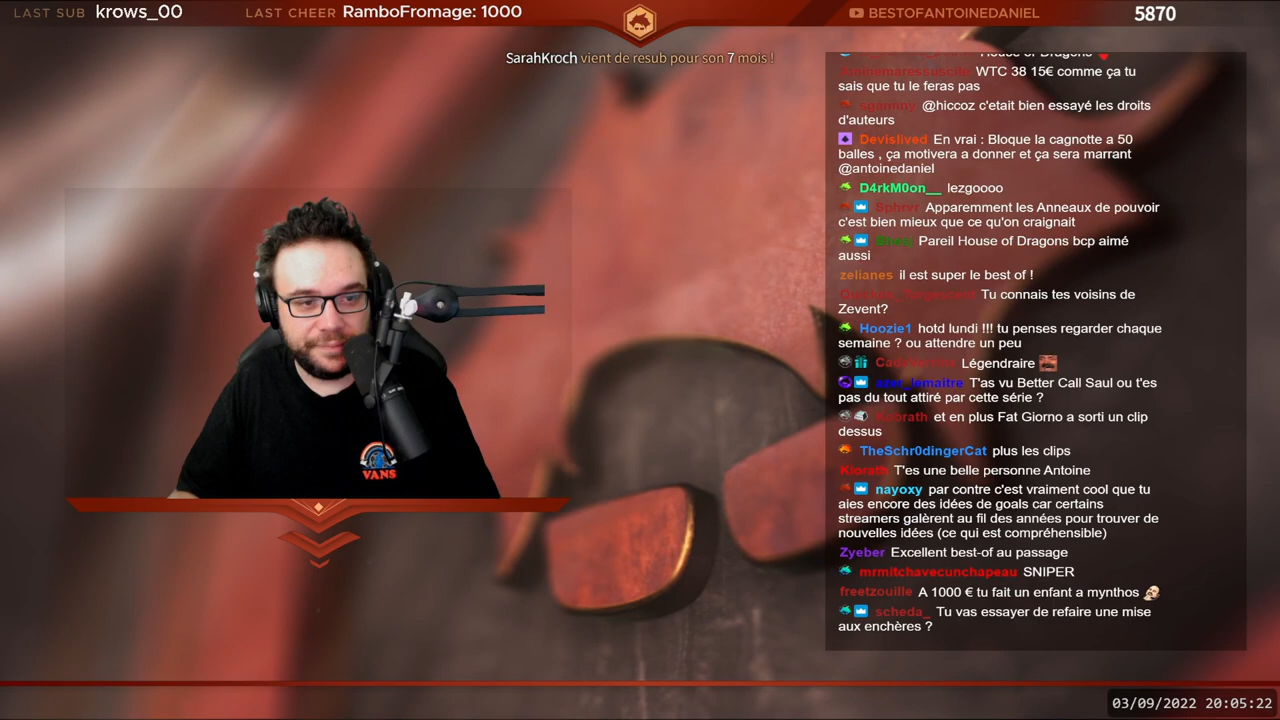 LAST SUB krows_00
LAST CHEER RamboFromage: 1000
BESTOFANTOINEDANIEL
5870
SarahKroch vient de resub pour son 7 mois !
WTC 38 15€ comme ça tu
sais que tu le feras pas
@hiccoz c'etait bien essayé les droits
d'auteurs
Devislived En vrai : Bloque la cagnotte a 50
balles , ça motivera a donner et ça sera marrant
@antoinedaniel
D4rkM0on__ lezgoooo
Apparemment les Anneaux de pouvoir
c'est bien mieux que ce qu'on craignait
Pareil House of Dragons bcp aimé
aussi
zelianes il est super le best of !
Tu connais tes voisins de
Zevent?
Hoozie1 hotd lundi !!! tu penses regarder chaque
semaine ? ou attendre un peu
Légendraire
T'as vu Better Call Saul ou t'es
pas du tout attiré par cette série ?
et en plus Fat Giorno a sorti un clip
dessus
TheSchr0dingerCat plus les clips
Kiorath T'es une belle personne Antoine
nayoxy par contre c'est vraiment cool que tu
aies encore des idées de goals car certains
streamers galèrent au fil des années pour trouver de
nouvelles idées (ce qui est compréhensible)
Zyeber Excellent best-of au passage
mrmitchavecunchapeau SNIPER
freetzouille A 1000 € tu fait un enfant a mynthos
scheda_ Tu vas essayer de refaire une mise
aux enchères ?
VANS
03/09/2022 20:05:22